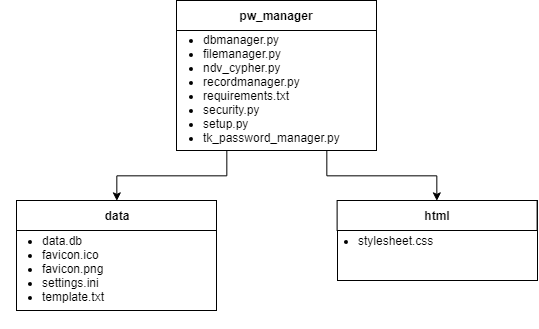 pw_manager
dbmanager.py
filemanager.py
ndv_cypher.py
recordmanager.py
requirements.txt
security.py
setup.py
tk_password_manager.py
data
data.db
favicon.ico
favicon.png
settings.ini
template.txt
html
stylesheet.css